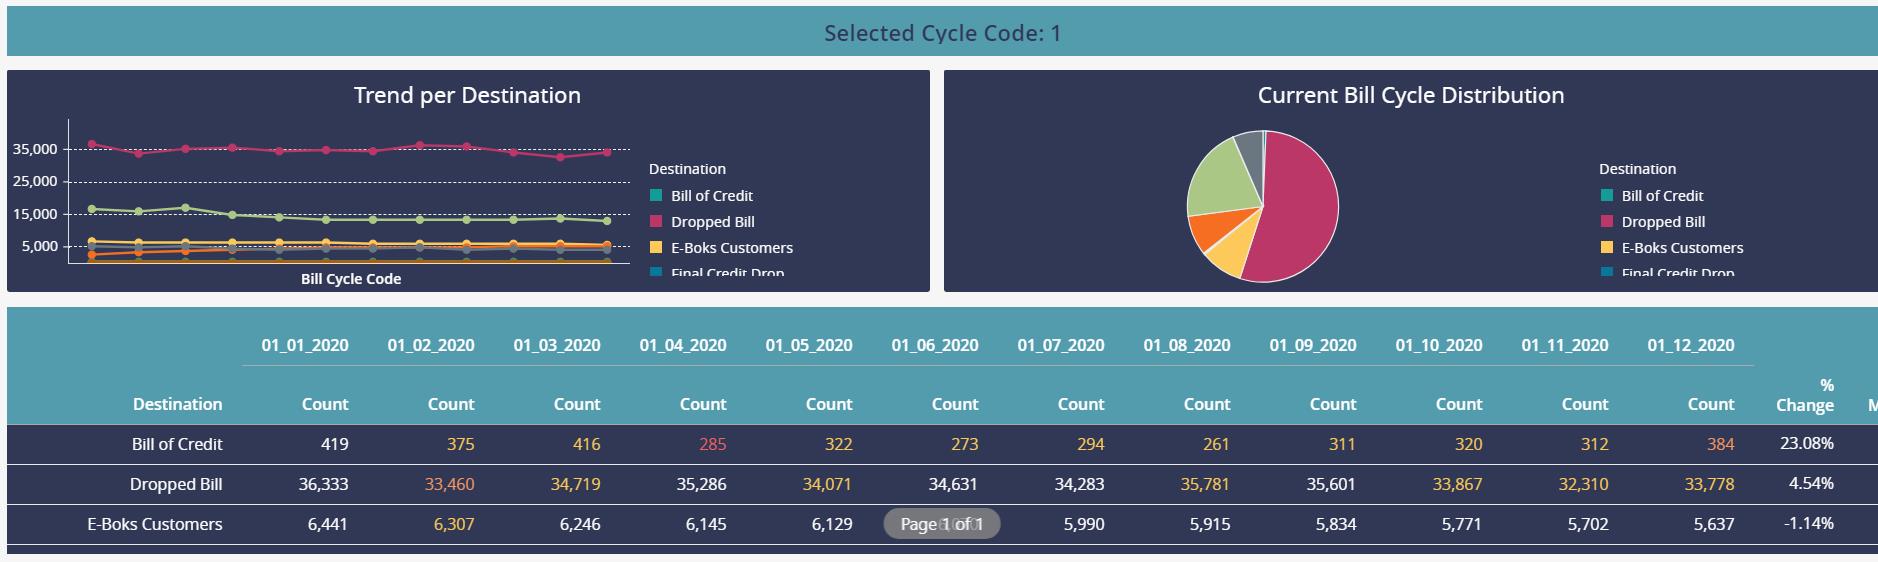 Selected Cycle Code: 1
Trend per Destination
35,000
25,000
15,000
5,000
Bill Cycle Code
Destination
Bill of Credit
Dropped Bill
E-Boks Customers
Final Credit Drop
Current Bill Cycle Distribution
Destination
Bill of Credit
Dropped Bill
E-Boks Customers
Final Credit Drop
01_01_2020 01_02_2020 01_03_2020 01_04_2020 01_05_2020 01_06_2020 01_07_2020 01_08_2020 01_09_2020 01_10_2020 01_11_2020 01_12_2020
Destination Count Count Count Count Count Count Count Count Count Count Count Count % Change M
Bill of Credit 419 375 416 285 322 273 294 261 311 320 312 384 23.08%
Dropped Bill 36,333 33,460 34,719 35,286 34,071 34,631 34,283 35,781 35,601 33,867 32,310 33,778 4.54%
E-Boks Customers 6,441 6,307 6,246 6,145 6,129 5,990 5,915 5,834 5,771 5,702 5,637 -1.14%
Page 1 of 1